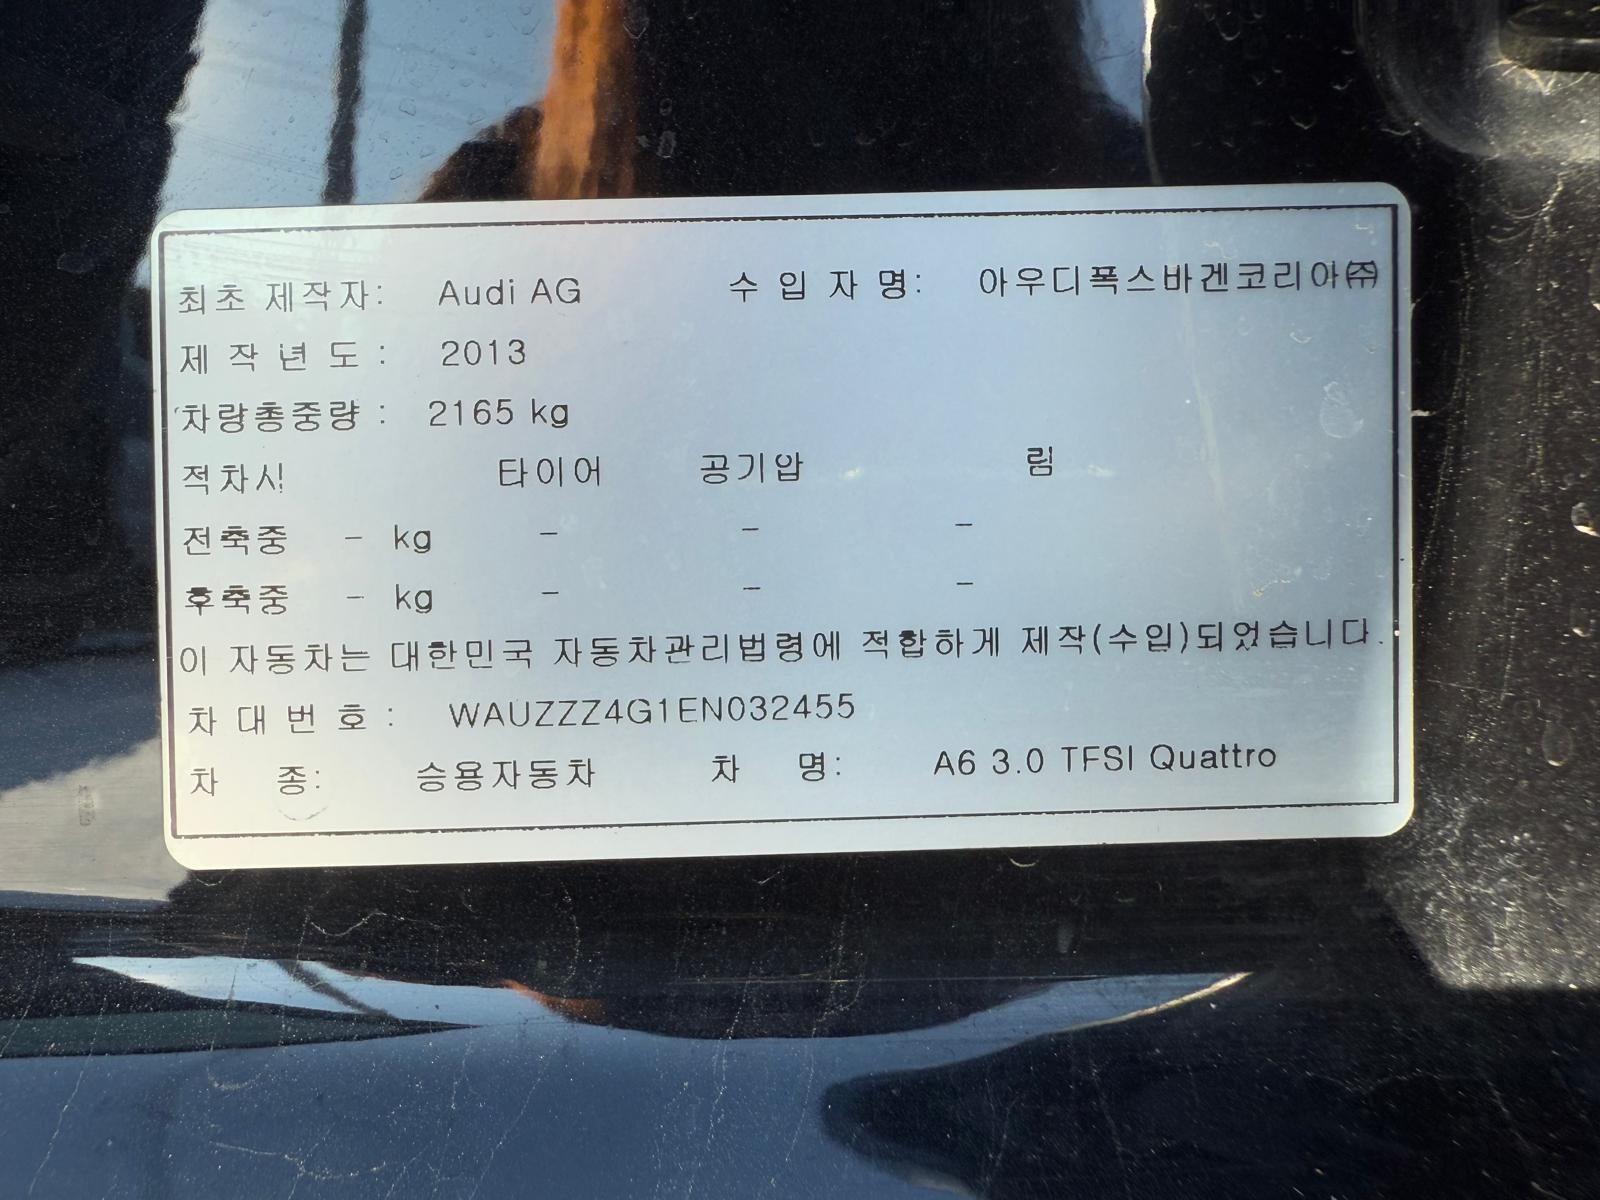 최초 제작자: Audi AG 수입자명: 아우디폭스바겐코리아㈜
제작년도: 2013
차량총중량: 2165 kg
적차시 타이어 공기압 림
전축중 - kg - - -
후축중 - kg - - -
이 자동차는 대한민국 자동차관리법령에 적합하게 제작(수입)되었습니다.
차대번호: WAUZZZ4G1EN032455
차 종: 승용자동차 차 명: A6 3.0 TFSI Quattro